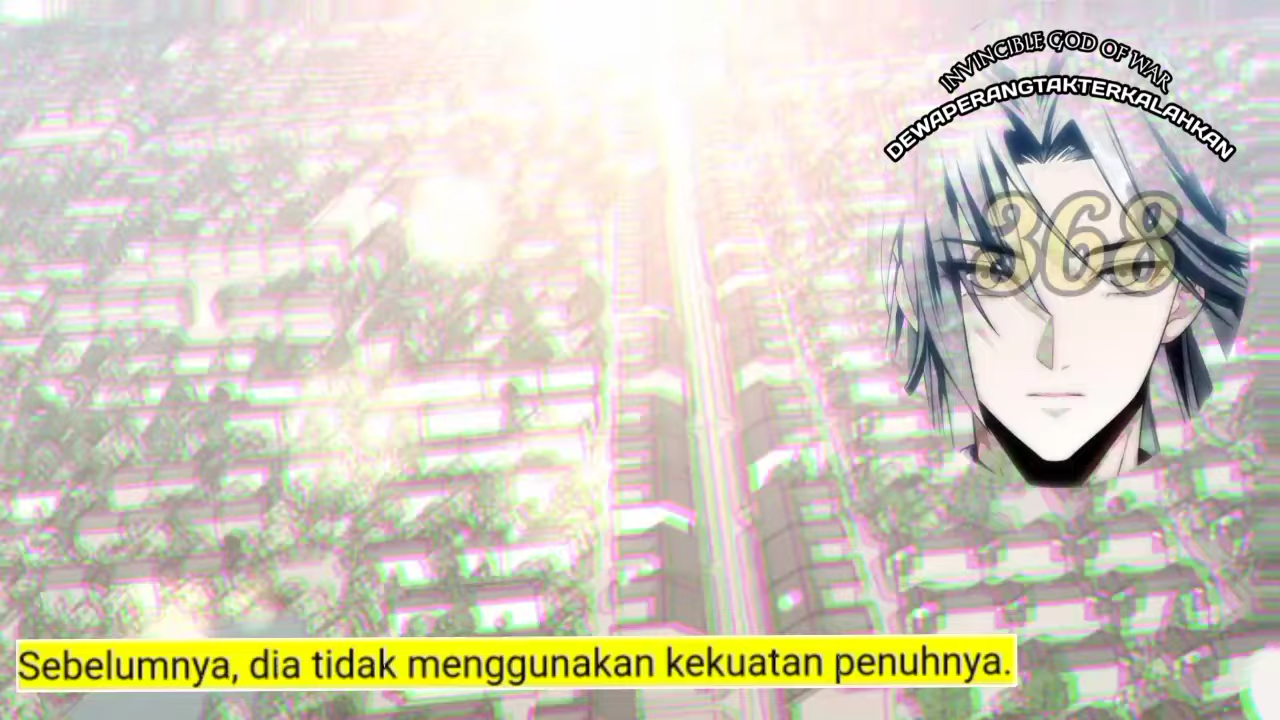 INVINCIBLE GOD OF WAR
DEWAPERANGTAKTERKALAHKAN
368
Sebelumnya, dia tidak menggunakan kekuatan penuhnya.